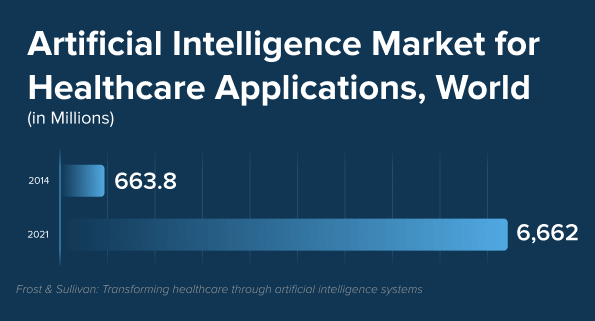 Artificial Intelligence Market for
Healthcare Applications, World
(in Millions)
2014 663.8
2021 6,662
Frost & Sullivan: Transforming healthcare through artificial intelligence systems